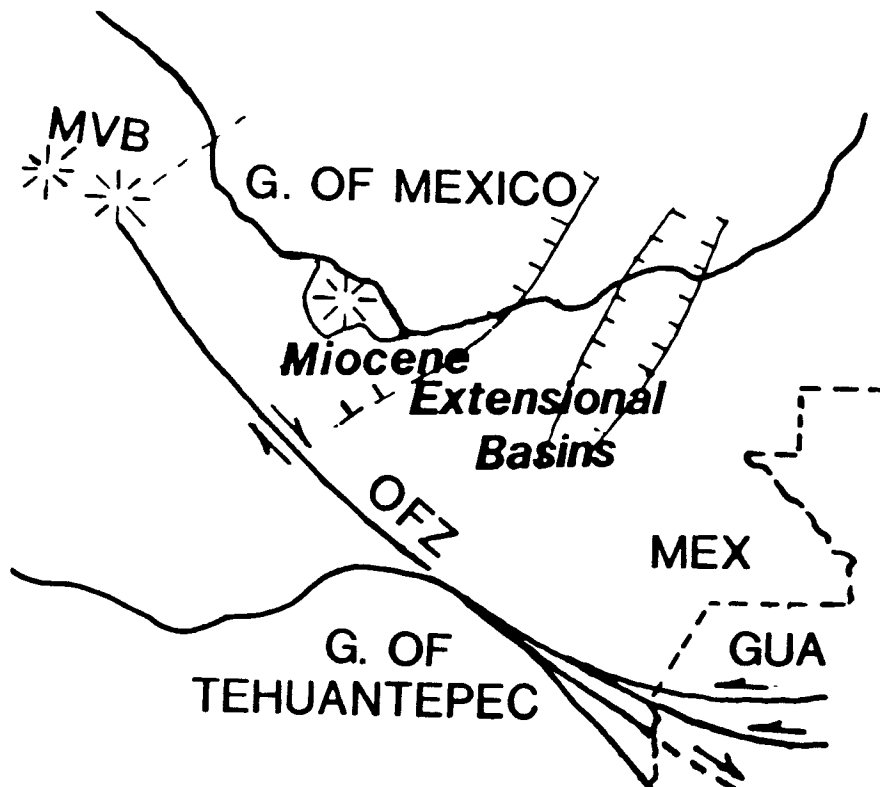 MVB
G. OF MEXICO
Miocene
Extensional
Basins
OFZ
MEX
G. OF
TEHUANTEPEC
GUA